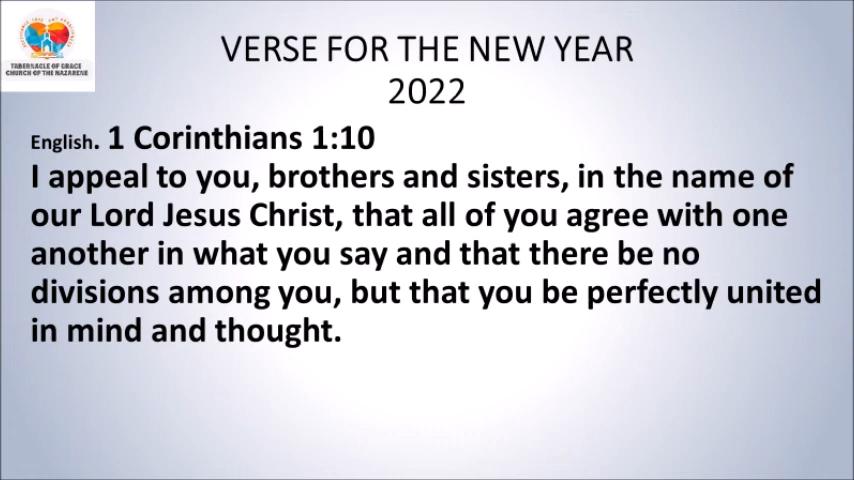 TABERNACLE OF GRACE
CHURCH OF THE NAZARENE
VERSE FOR THE NEW YEAR
2022
English. 1 Corinthians 1:10
I appeal to you, brothers and sisters, in the name of
our Lord Jesus Christ, that all of you agree with one
another in what you say and that there be no
divisions among you, but that you be perfectly united
in mind and thought.